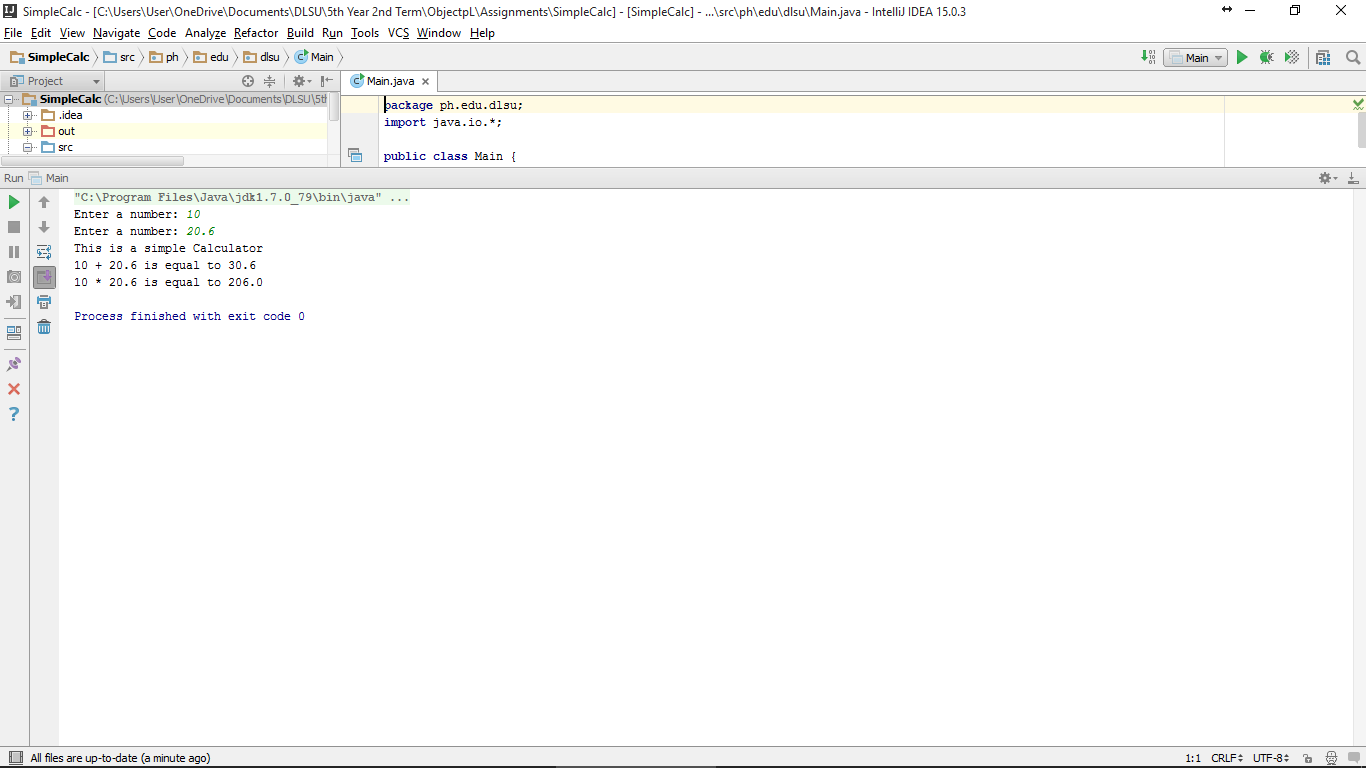 SimpleCalc - [C:\Users\User\OneDrive\Documents\DLSU\5th Year 2nd Term\ObjectpL\Assignments\SimpleCalc] - [SimpleCalc] - ...\src\ph\edu\dlsu\Main.java - IntelliJ IDEA 15.0.3
File Edit View Navigate Code Analyze Refactor Build Run Tools VCS Window Help
SimpleCalc src ph edu dlsu Main Main
Project Main.java
SimpleCalc (C:\Users\User\OneDrive\Documents\DLSU\5th
.idea
out
src
package ph.edu.dlsu;
import java.io.*;
public class Main {
Run Main
"C:\Program Files\Java\jdk1.7.0_79\bin\java" ...
Enter a number: 10
Enter a number: 20.6
This is a simple Calculator
10 + 20.6 is equal to 30.6
10 * 20.6 is equal to 206.0
Process finished with exit code 0
All files are up-to-date (a minute ago) 1:1 CRLF UTF-8